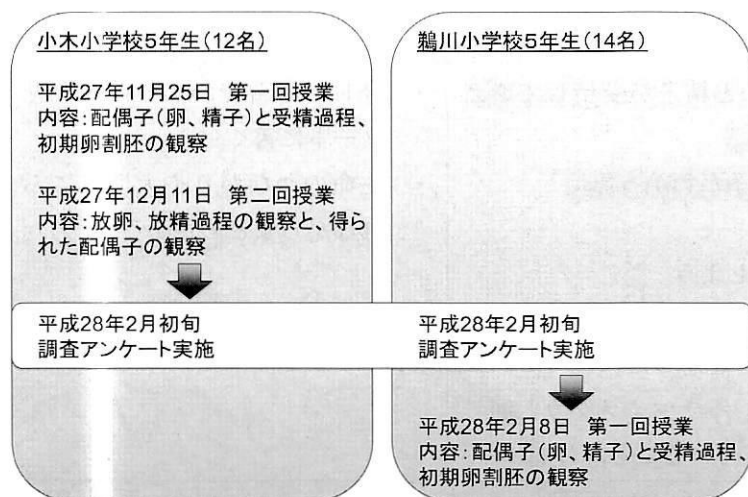 小木小学校5年生(12名)
平成27年11月25日 第一回授業
内容:配偶子(卵、精子)と受精過程、
初期卵割胚の観察
平成27年12月11日 第二回授業
内容:放卵、放精過程の観察と、得ら
れた配偶子の観察
平成28年2月初旬
調査アンケート実施
鵜川小学校5年生(14名)
平成28年2月初旬
調査アンケート実施
平成28年2月8日 第一回授業
内容:配偶子(卵、精子)と受精過程、
初期卵割胚の観察